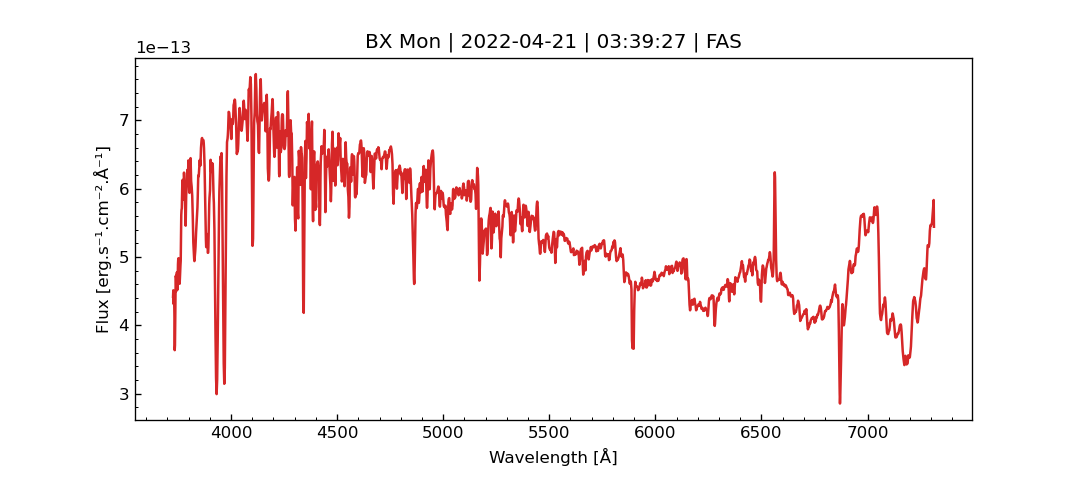 BX Mon | 2022-04-21 | 03:39:27 | FAS
1e−13
7
6
5
4
3
Flux [erg.s⁻¹.cm⁻².Å⁻¹]
4000 4500 5000 5500 6000 6500 7000
Wavelength [Å]